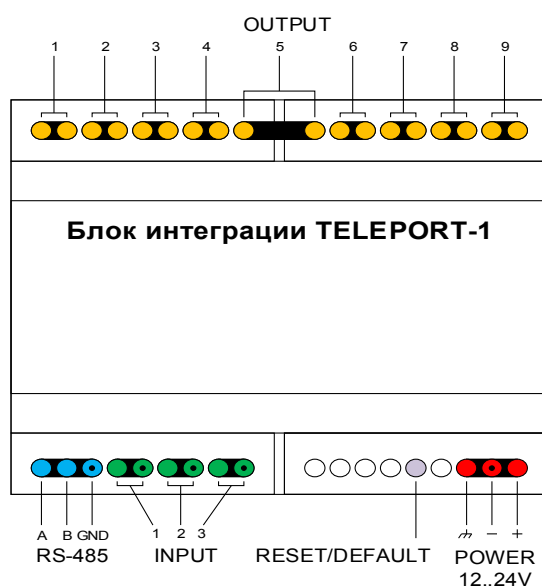 OUTPUT
1 2 3 4 5 6 7 8 9
Блок интеграции TELEPORT-1
A B GND 1 2 3 − +
RS-485 INPUT RESET/DEFAULT POWER
12..24V